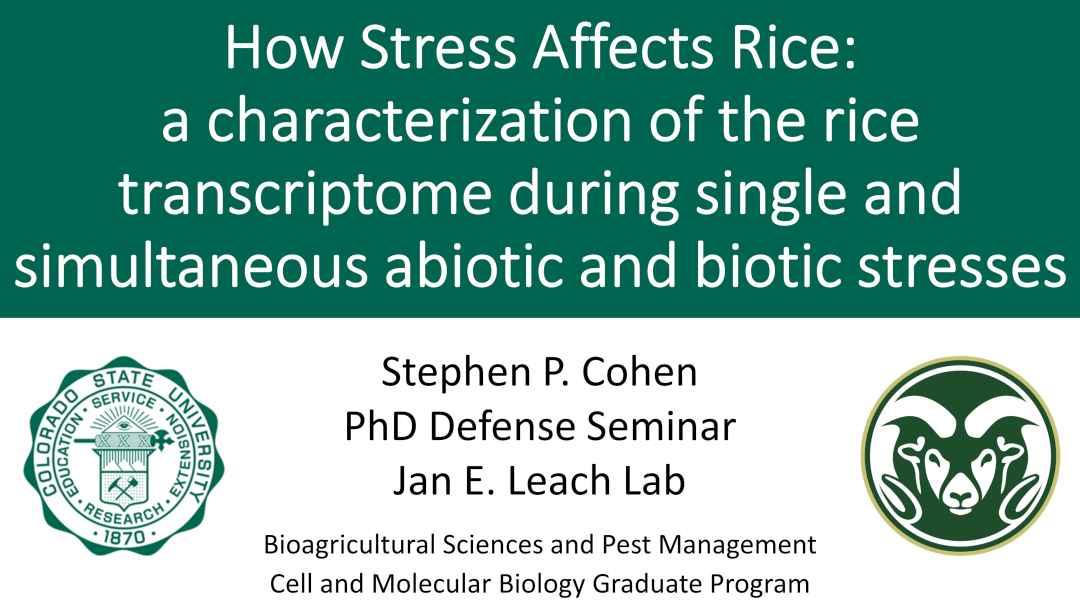 How Stress Affects Rice:
a characterization of the rice
transcriptome during single and
simultaneous abiotic and biotic stresses
Stephen P. Cohen
PhD Defense Seminar
Jan E. Leach Lab
Bioagricultural Sciences and Pest Management
Cell and Molecular Biology Graduate Program
COLORADO STATE UNIVERSITY
EDUCATION · SERVICE · EXTENSION
· RESEARCH ·
· 1870 ·